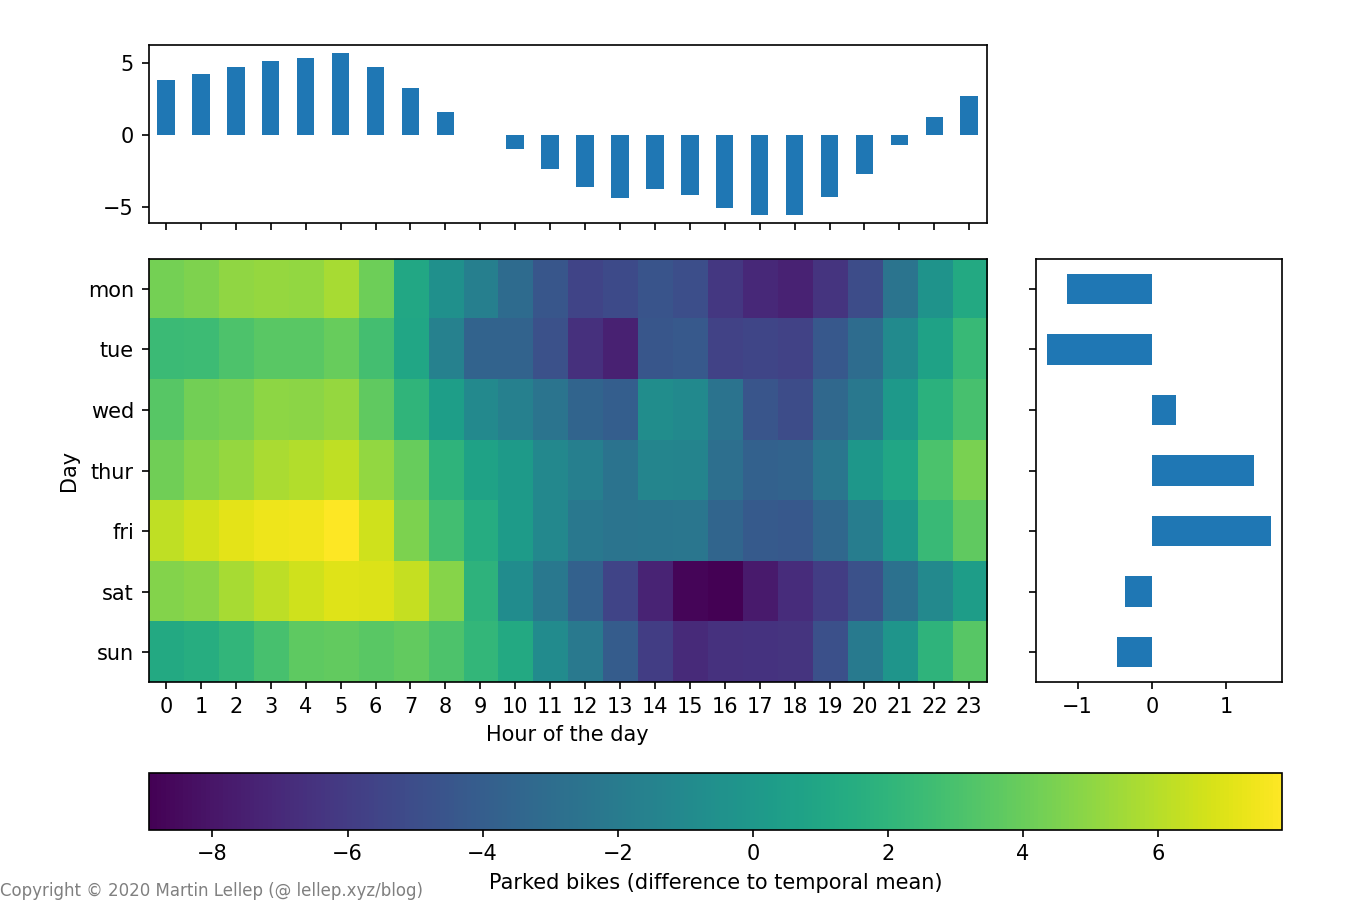 5
0
−5
mon
tue
wed
thur
fri
sat
sun
Day
0 1 2 3 4 5 6 7 8 9 10 11 12 13 14 15 16 17 18 19 20 21 22 23
Hour of the day
−1 0 1
−8 −6 −4 −2 0 2 4 6
Parked bikes (difference to temporal mean)
Copyright © 2020 Martin Lellep (@ lellep.xyz/blog)